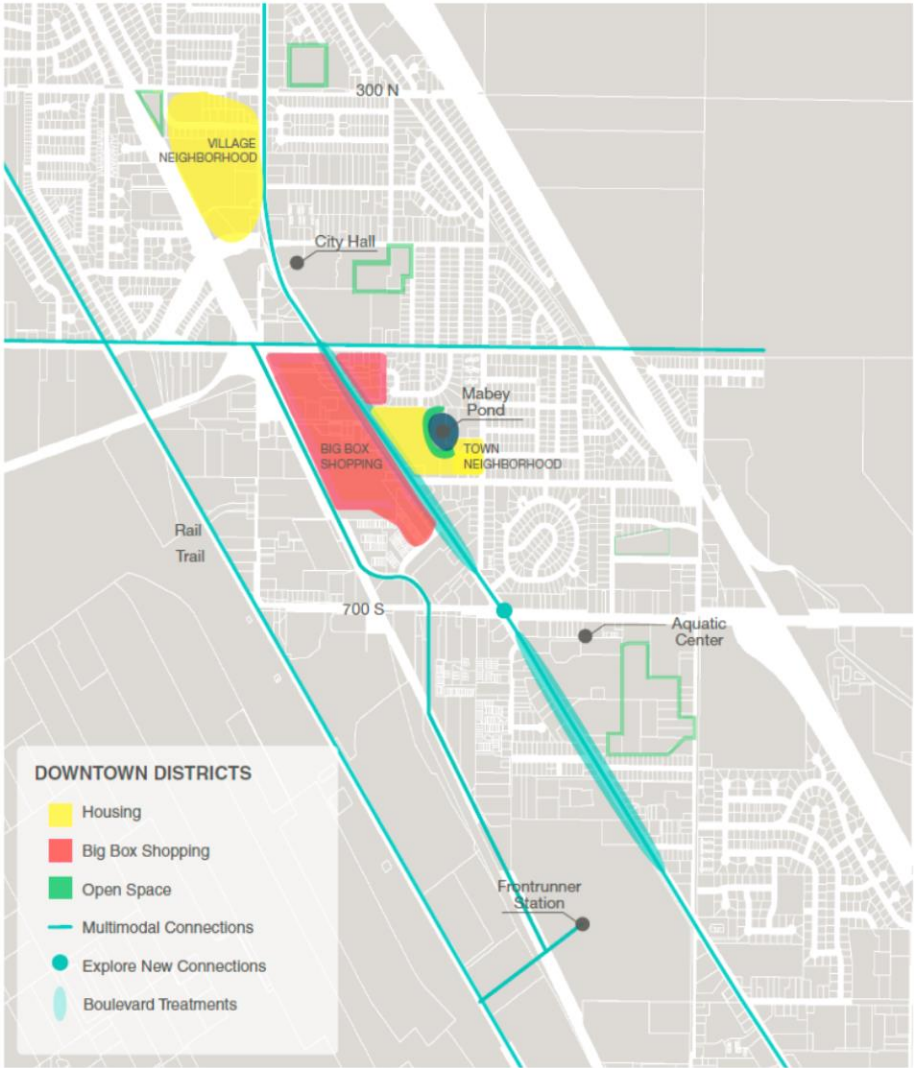 300 N
VILLAGE
NEIGHBORHOOD
City Hall
Mabey
Pond
BIG BOX
SHOPPING
TOWN
NEIGHBORHOOD
Rail
Trail
700 S
Aquatic
Center
Frontrunner
Station
DOWNTOWN DISTRICTS
Housing
Big Box Shopping
Open Space
Multimodal Connections
Explore New Connections
Boulevard Treatments